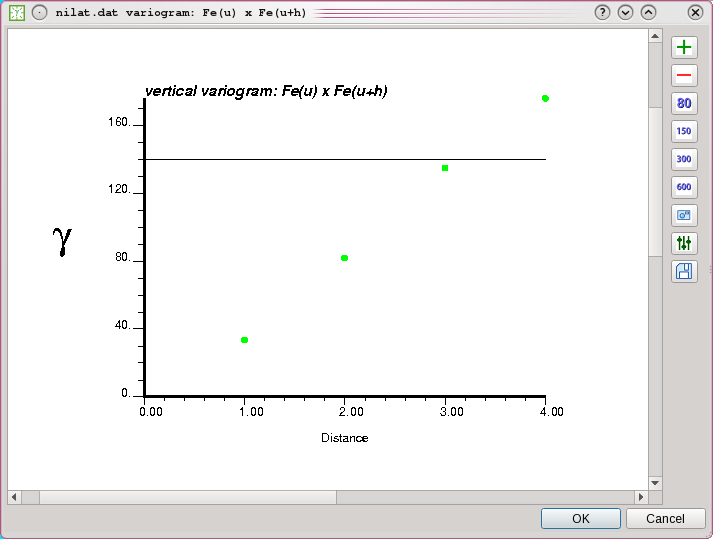 nilat.dat variogram: Fe(u) x Fe(u+h)
vertical variogram: Fe(u) x Fe(u+h)
160.
120.
80.
40.
0.
γ
0.00 1.00 2.00 3.00 4.00
Distance
80
150
300
600
OK Cancel